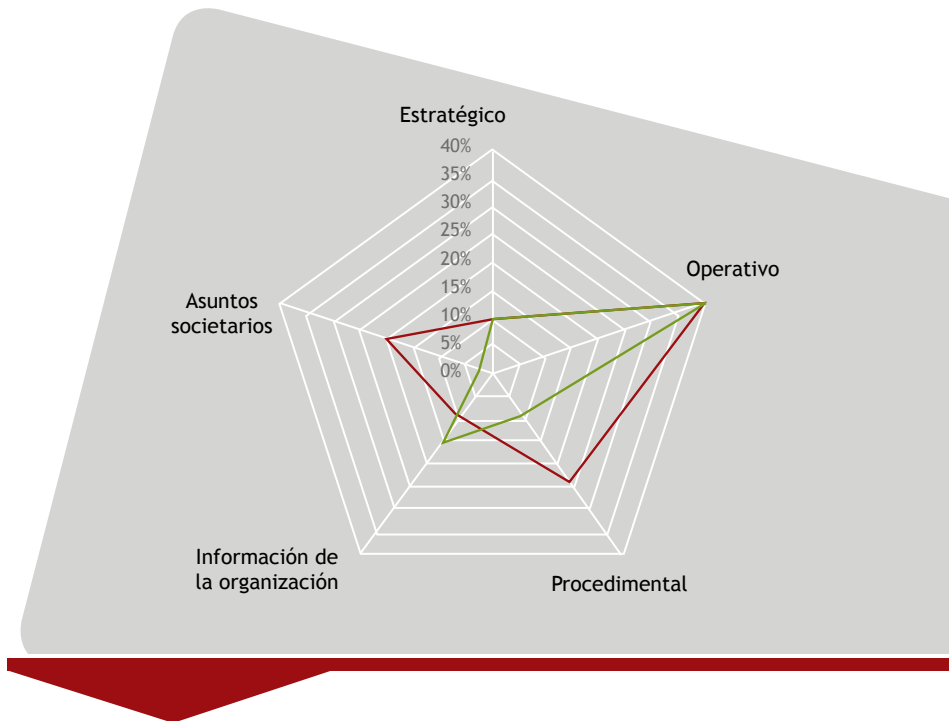 Estratégico
40%
35%
30%
25%
20%
15%
10%
5%
0%
Operativo
Asuntos
societarios
Información de
la organización
Procedimental